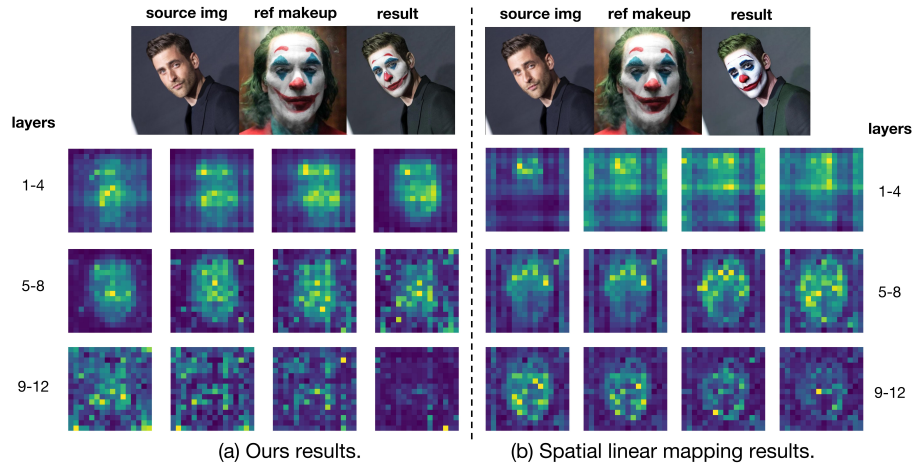 source img ref makeup result
source img ref makeup result
layers
layers
1-4
1-4
5-8
5-8
9-12
9-12
(a) Ours results.
(b) Spatial linear mapping results.